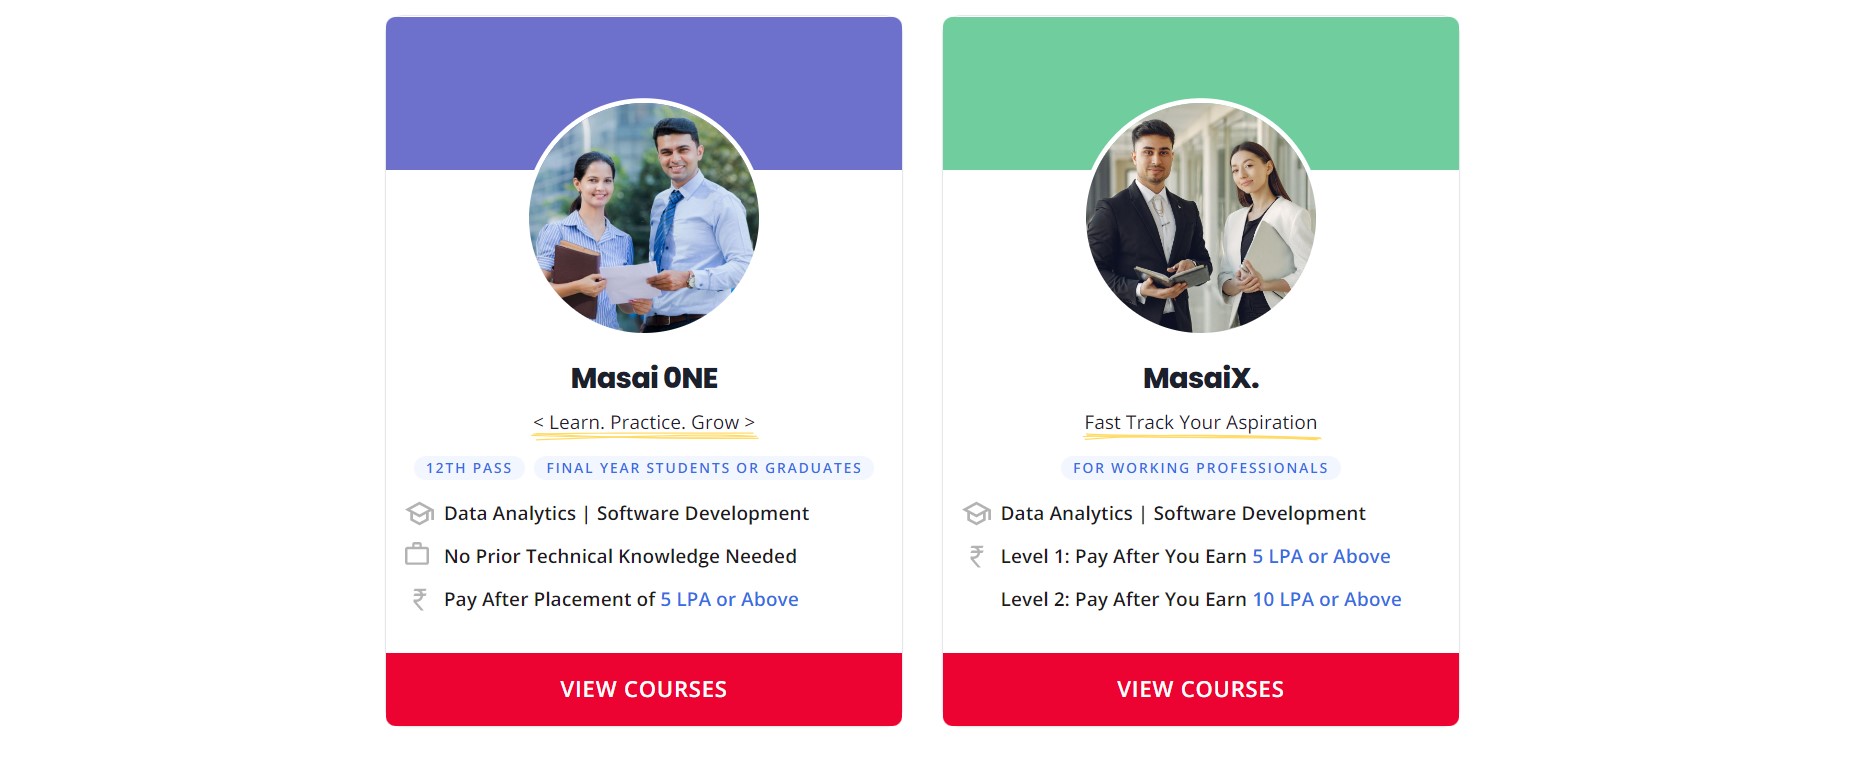 Masai 0NE
< Learn. Practice. Grow >
12TH PASS FINAL YEAR STUDENTS OR GRADUATES
Data Analytics | Software Development
No Prior Technical Knowledge Needed
₹ Pay After Placement of 5 LPA or Above
VIEW COURSES
MasaiX.
Fast Track Your Aspiration
FOR WORKING PROFESSIONALS
Data Analytics | Software Development
₹ Level 1: Pay After You Earn 5 LPA or Above
Level 2: Pay After You Earn 10 LPA or Above
VIEW COURSES